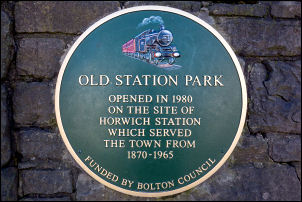 OLD STATION PARK
OPENED IN 1980
ON THE SITE OF
HORWICH STATION
WHICH SERVED
THE TOWN FROM
1870-1965
FUNDED BY BOLTON COUNCIL